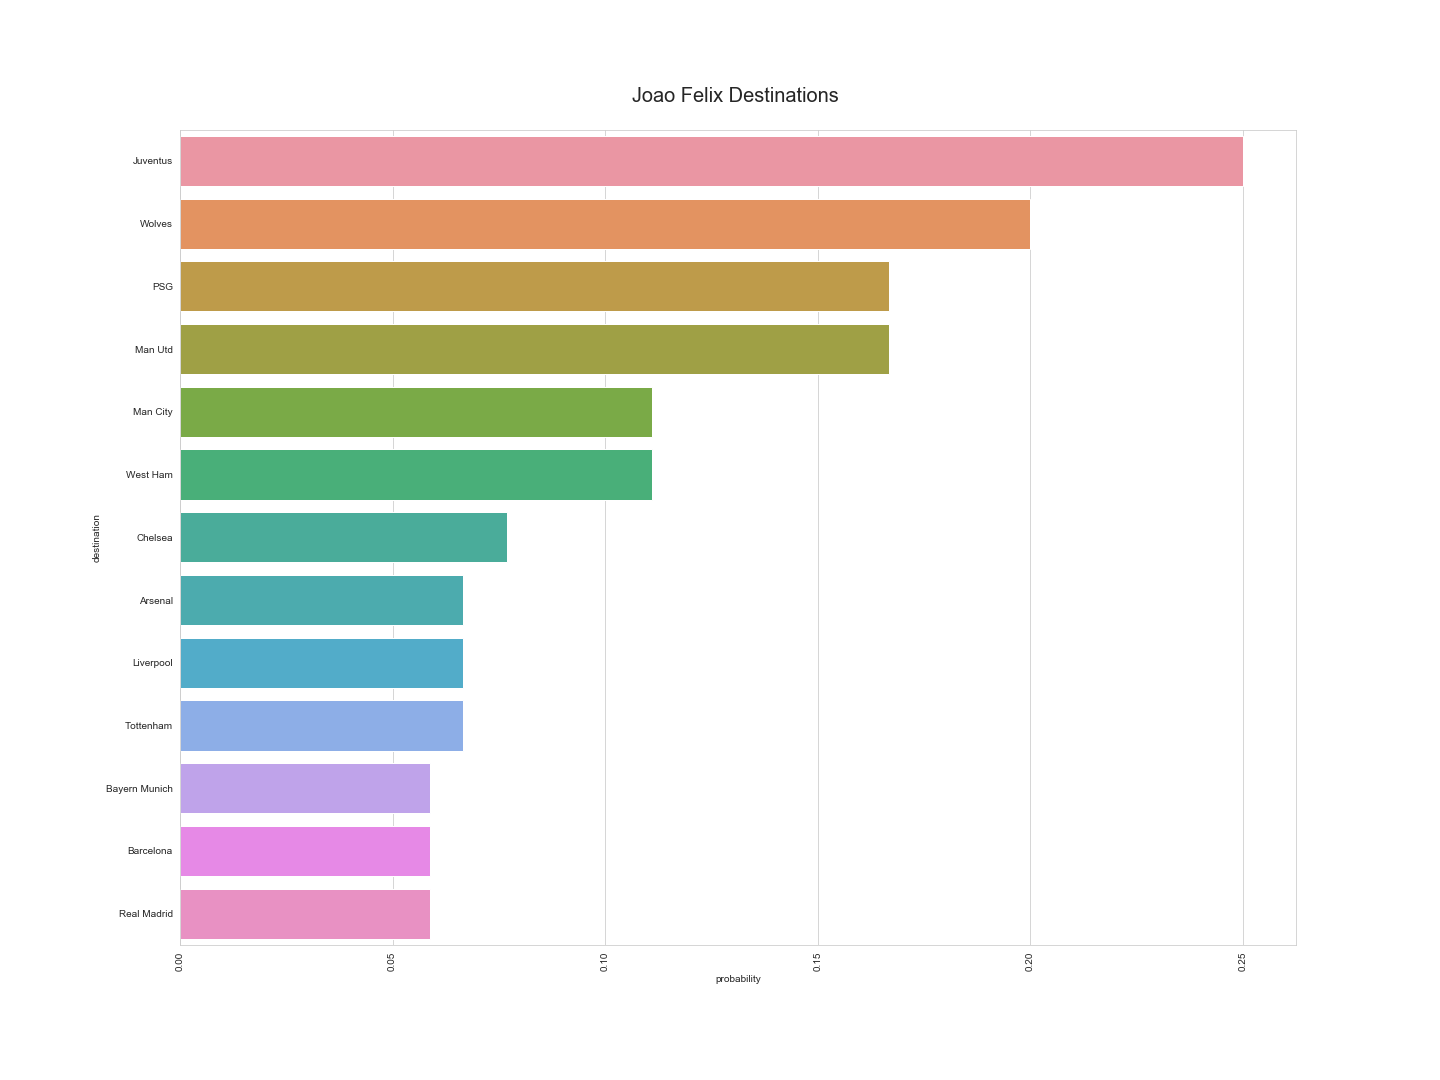 Joao Felix Destinations
destination
Juventus
Wolves
PSG
Man Utd
Man City
West Ham
Chelsea
Arsenal
Liverpool
Tottenham
Bayern Munich
Barcelona
Real Madrid
0.00
0.05
0.10
0.15
0.20
0.25
probability